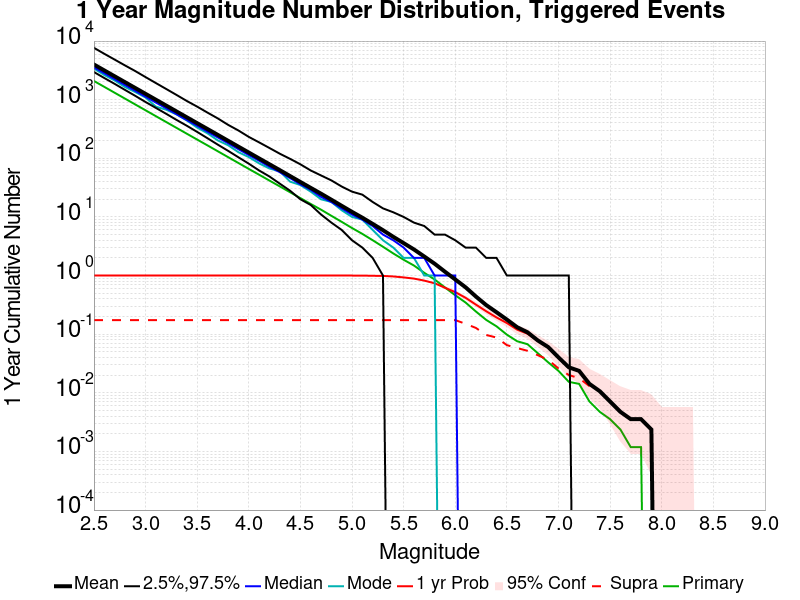 1 Year Magnitude Number Distribution, Triggered Events
1 Year Cumulative Number
10^4
10^3
10^2
10^1
10^0
10^-1
10^-2
10^-3
10^-4
2.5 3.0 3.5 4.0 4.5 5.0 5.5 6.0 6.5 7.0 7.5 8.0 8.5 9.0
Magnitude
Mean 2.5%,97.5% Median Mode 1 yr Prob 95% Conf Supra Primary